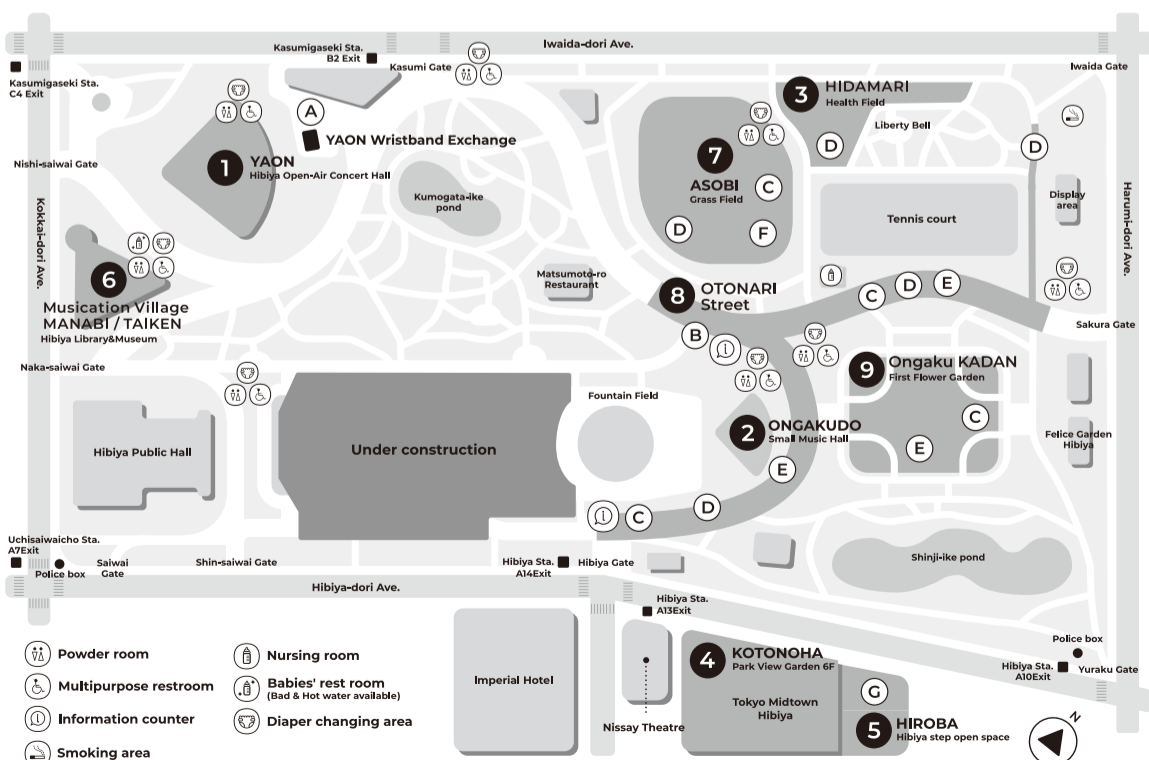 Iwaida-dori Ave.
Kasumigaseki Sta.
B2 Exit
Kasumi Gate
Iwaida Gate
Kasumigaseki Sta.
C4 Exit
A
YAON Wristband Exchange
3 HIDAMARI
Health Field
Liberty Bell
D
D
Nishi-saiwai Gate
1 YAON
Hibiya Open-Air Concert Hall
7
ASOBI
Grass Field
C
D
F
Kumogata-ike
pond
Tennis court
Display
area
Kokkai-dori Ave.
Harumi-dori Ave.
6
Musication Village
MANABI / TAIKEN
Hibiya Library&Museum
Matsumoto-ro
Restaurant
8 OTONARI
Street
C
D
E
B
Sakura Gate
Naka-saiwai Gate
9 Ongaku KADAN
First Flower Garden
C
E
Fountain Field
2 ONGAKUDO
Small Music Hall
E
Hibiya Public Hall
Under construction
Felice Garden
Hibiya
C
D
Shinji-ike pond
Uchisaiwaicho Sta.
A7Exit
Police box
Saiwai
Gate
Shin-saiwai Gate
Hibiya Sta.
A14Exit
Hibiya Gate
Hibiya-dori Ave.
Hibiya Sta.
A13Exit
Police box
Hibiya Sta.
A10Exit
Yuraku Gate
Imperial Hotel
Nissay Theatre
4 KOTONOHA
Park View Garden 6F
Tokyo Midtown
Hibiya
G
5 HIROBA
Hibiya step open space
N
Powder room
Multipurpose restroom
Information counter
Smoking area
Nursing room
Babies' rest room
(Bad & Hot water available)
Diaper changing area